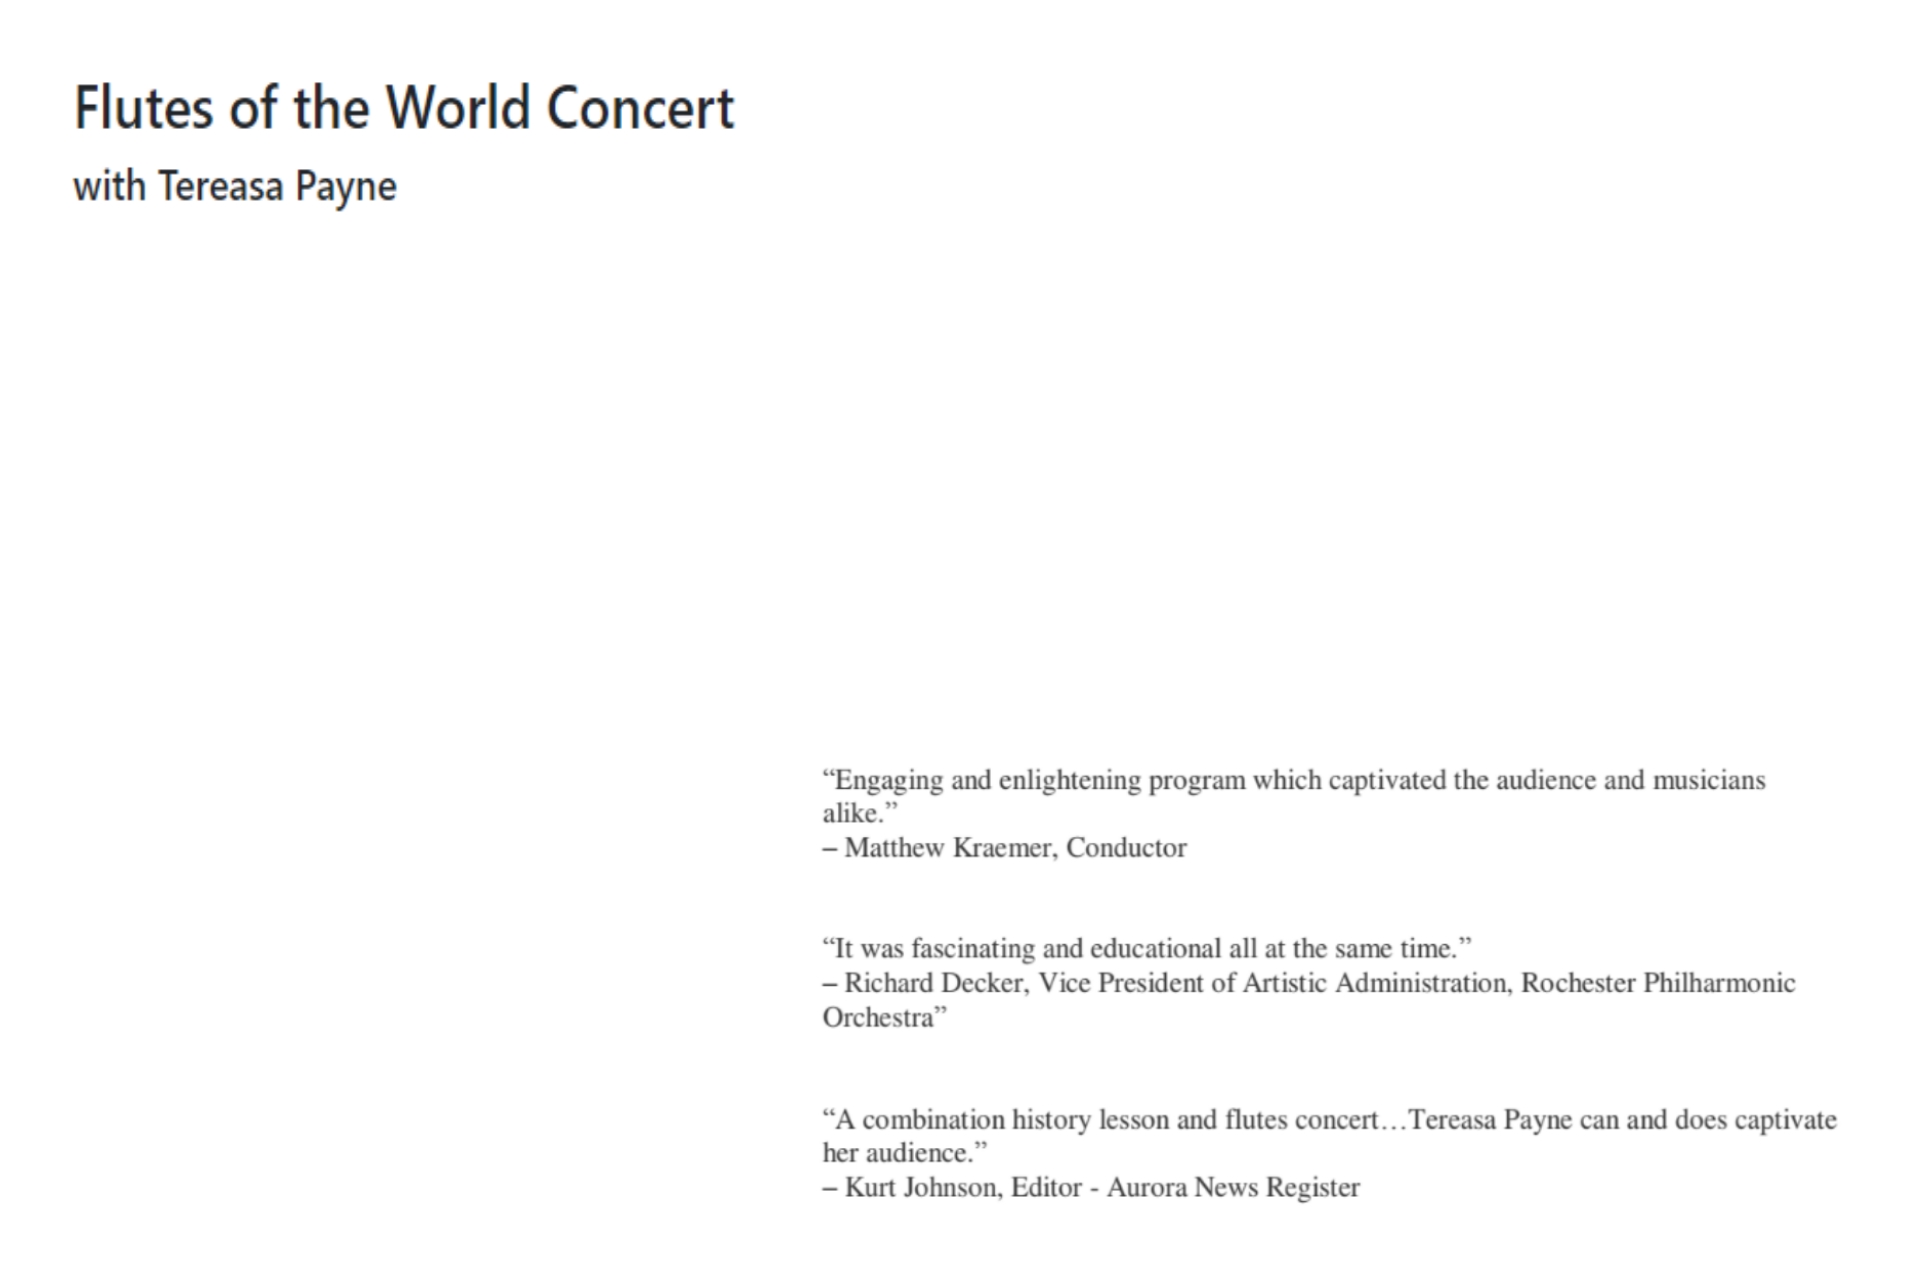 Flutes of the World Concert
with Tereasa Payne
“Engaging and enlightening program which captivated the audience and musicians
alike.”
– Matthew Kraemer, Conductor
“It was fascinating and educational all at the same time.”
– Richard Decker, Vice President of Artistic Administration, Rochester Philharmonic
Orchestra”
“A combination history lesson and flutes concert…Tereasa Payne can and does captivate
her audience.”
– Kurt Johnson, Editor - Aurora News Register